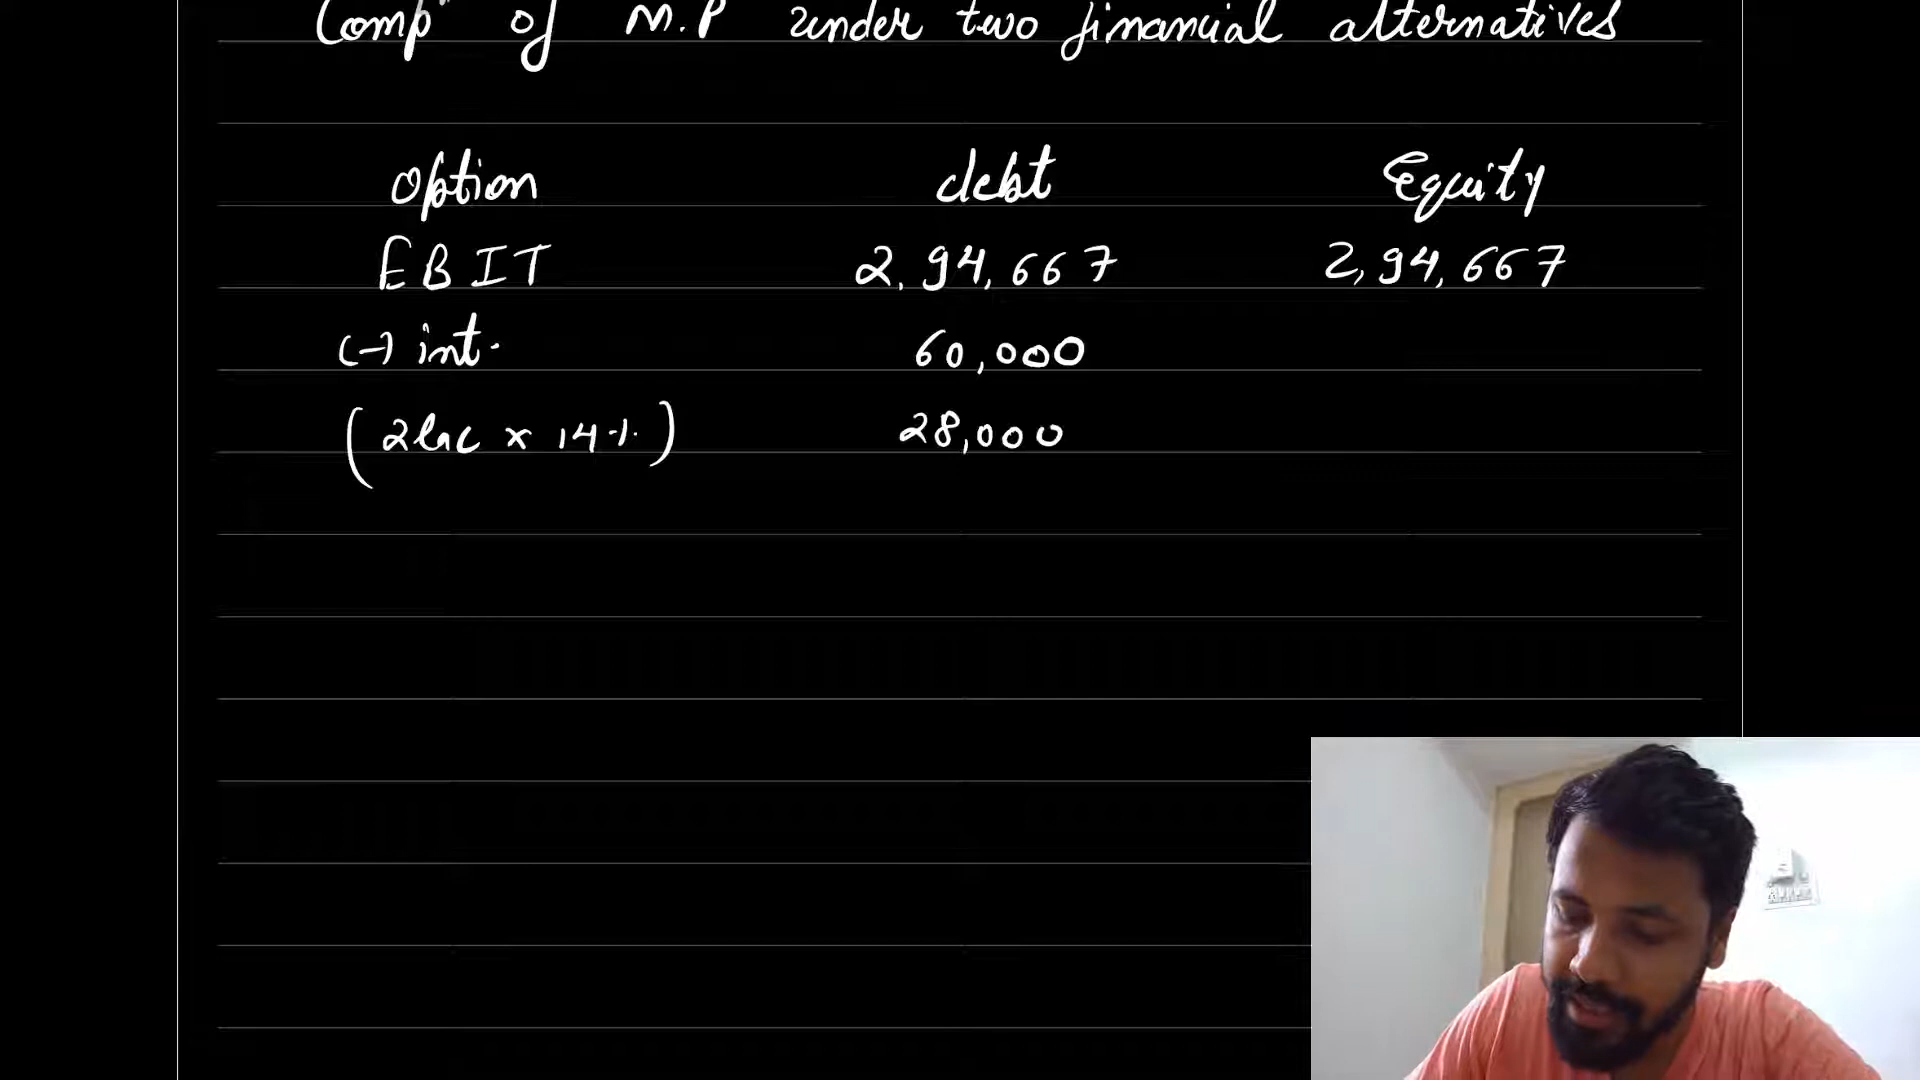 Compⁿ of M.P under two financial alternatives
Option debt Equity
EBIT 2,94,667 2,94,667
(-) int. 60,000
(2lac x 14%) 28,000